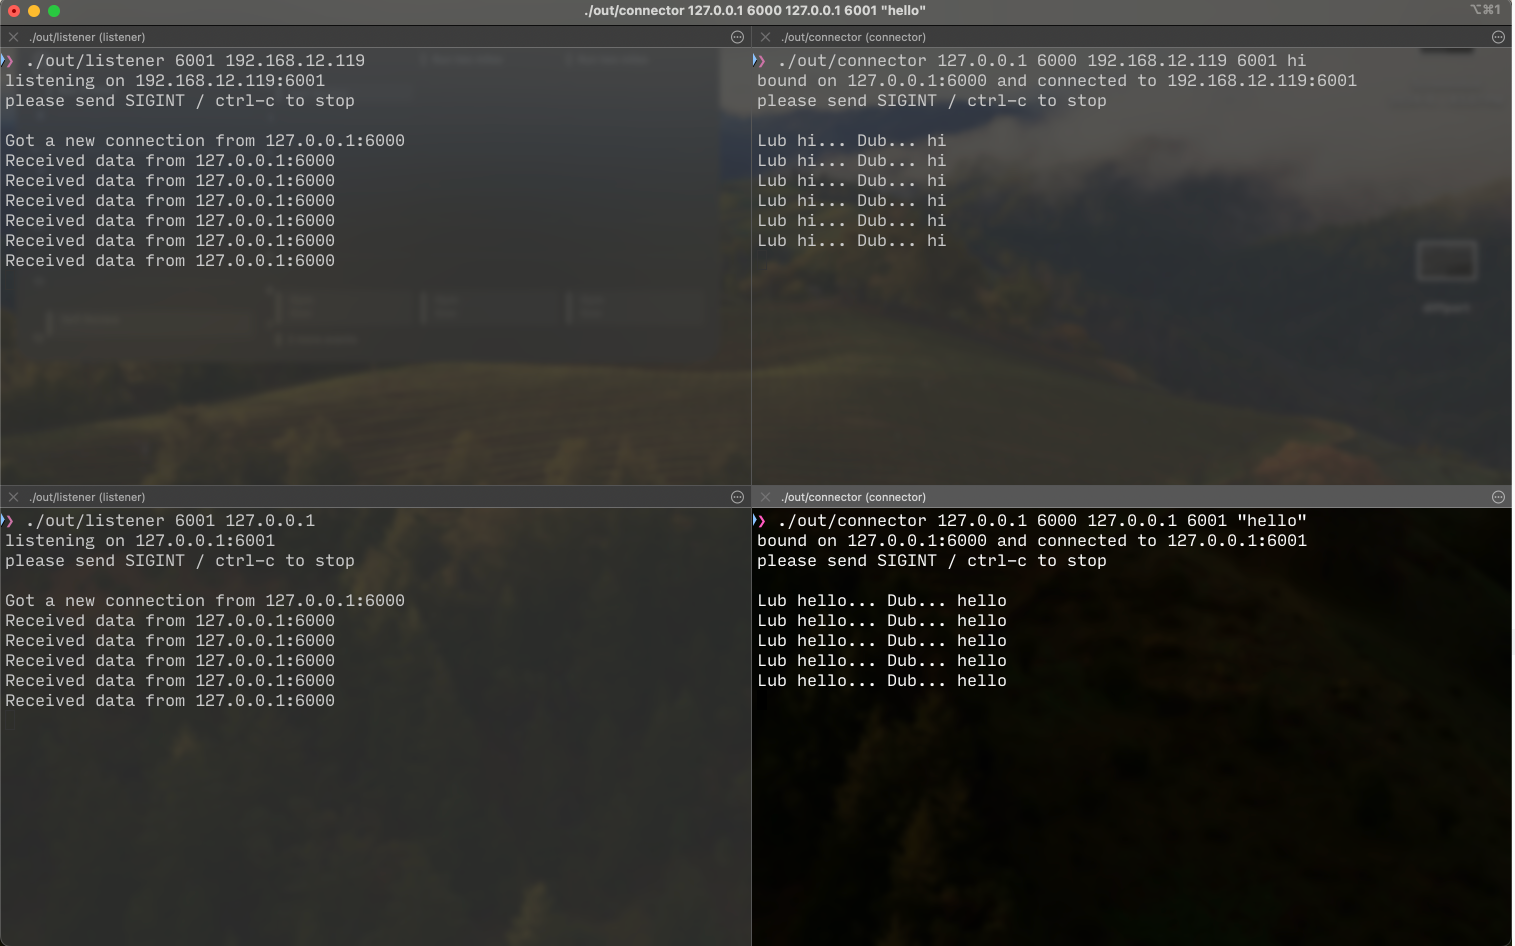 ./out/connector 127.0.0.1 6000 127.0.0.1 6001 "hello"
⌥⌘1
./out/listener (listener)
❯ ./out/listener 6001 192.168.12.119
listening on 192.168.12.119:6001
please send SIGINT / ctrl-c to stop
Got a new connection from 127.0.0.1:6000
Received data from 127.0.0.1:6000
Received data from 127.0.0.1:6000
Received data from 127.0.0.1:6000
Received data from 127.0.0.1:6000
Received data from 127.0.0.1:6000
Received data from 127.0.0.1:6000
./out/connector (connector)
❯ ./out/connector 127.0.0.1 6000 192.168.12.119 6001 hi
bound on 127.0.0.1:6000 and connected to 192.168.12.119:6001
please send SIGINT / ctrl-c to stop
Lub hi... Dub... hi
Lub hi... Dub... hi
Lub hi... Dub... hi
Lub hi... Dub... hi
Lub hi... Dub... hi
Lub hi... Dub... hi
./out/listener (listener)
❯ ./out/listener 6001 127.0.0.1
listening on 127.0.0.1:6001
please send SIGINT / ctrl-c to stop
Got a new connection from 127.0.0.1:6000
Received data from 127.0.0.1:6000
Received data from 127.0.0.1:6000
Received data from 127.0.0.1:6000
Received data from 127.0.0.1:6000
Received data from 127.0.0.1:6000
./out/connector (connector)
❯ ./out/connector 127.0.0.1 6000 127.0.0.1 6001 "hello"
bound on 127.0.0.1:6000 and connected to 127.0.0.1:6001
please send SIGINT / ctrl-c to stop
Lub hello... Dub... hello
Lub hello... Dub... hello
Lub hello... Dub... hello
Lub hello... Dub... hello
Lub hello... Dub... hello